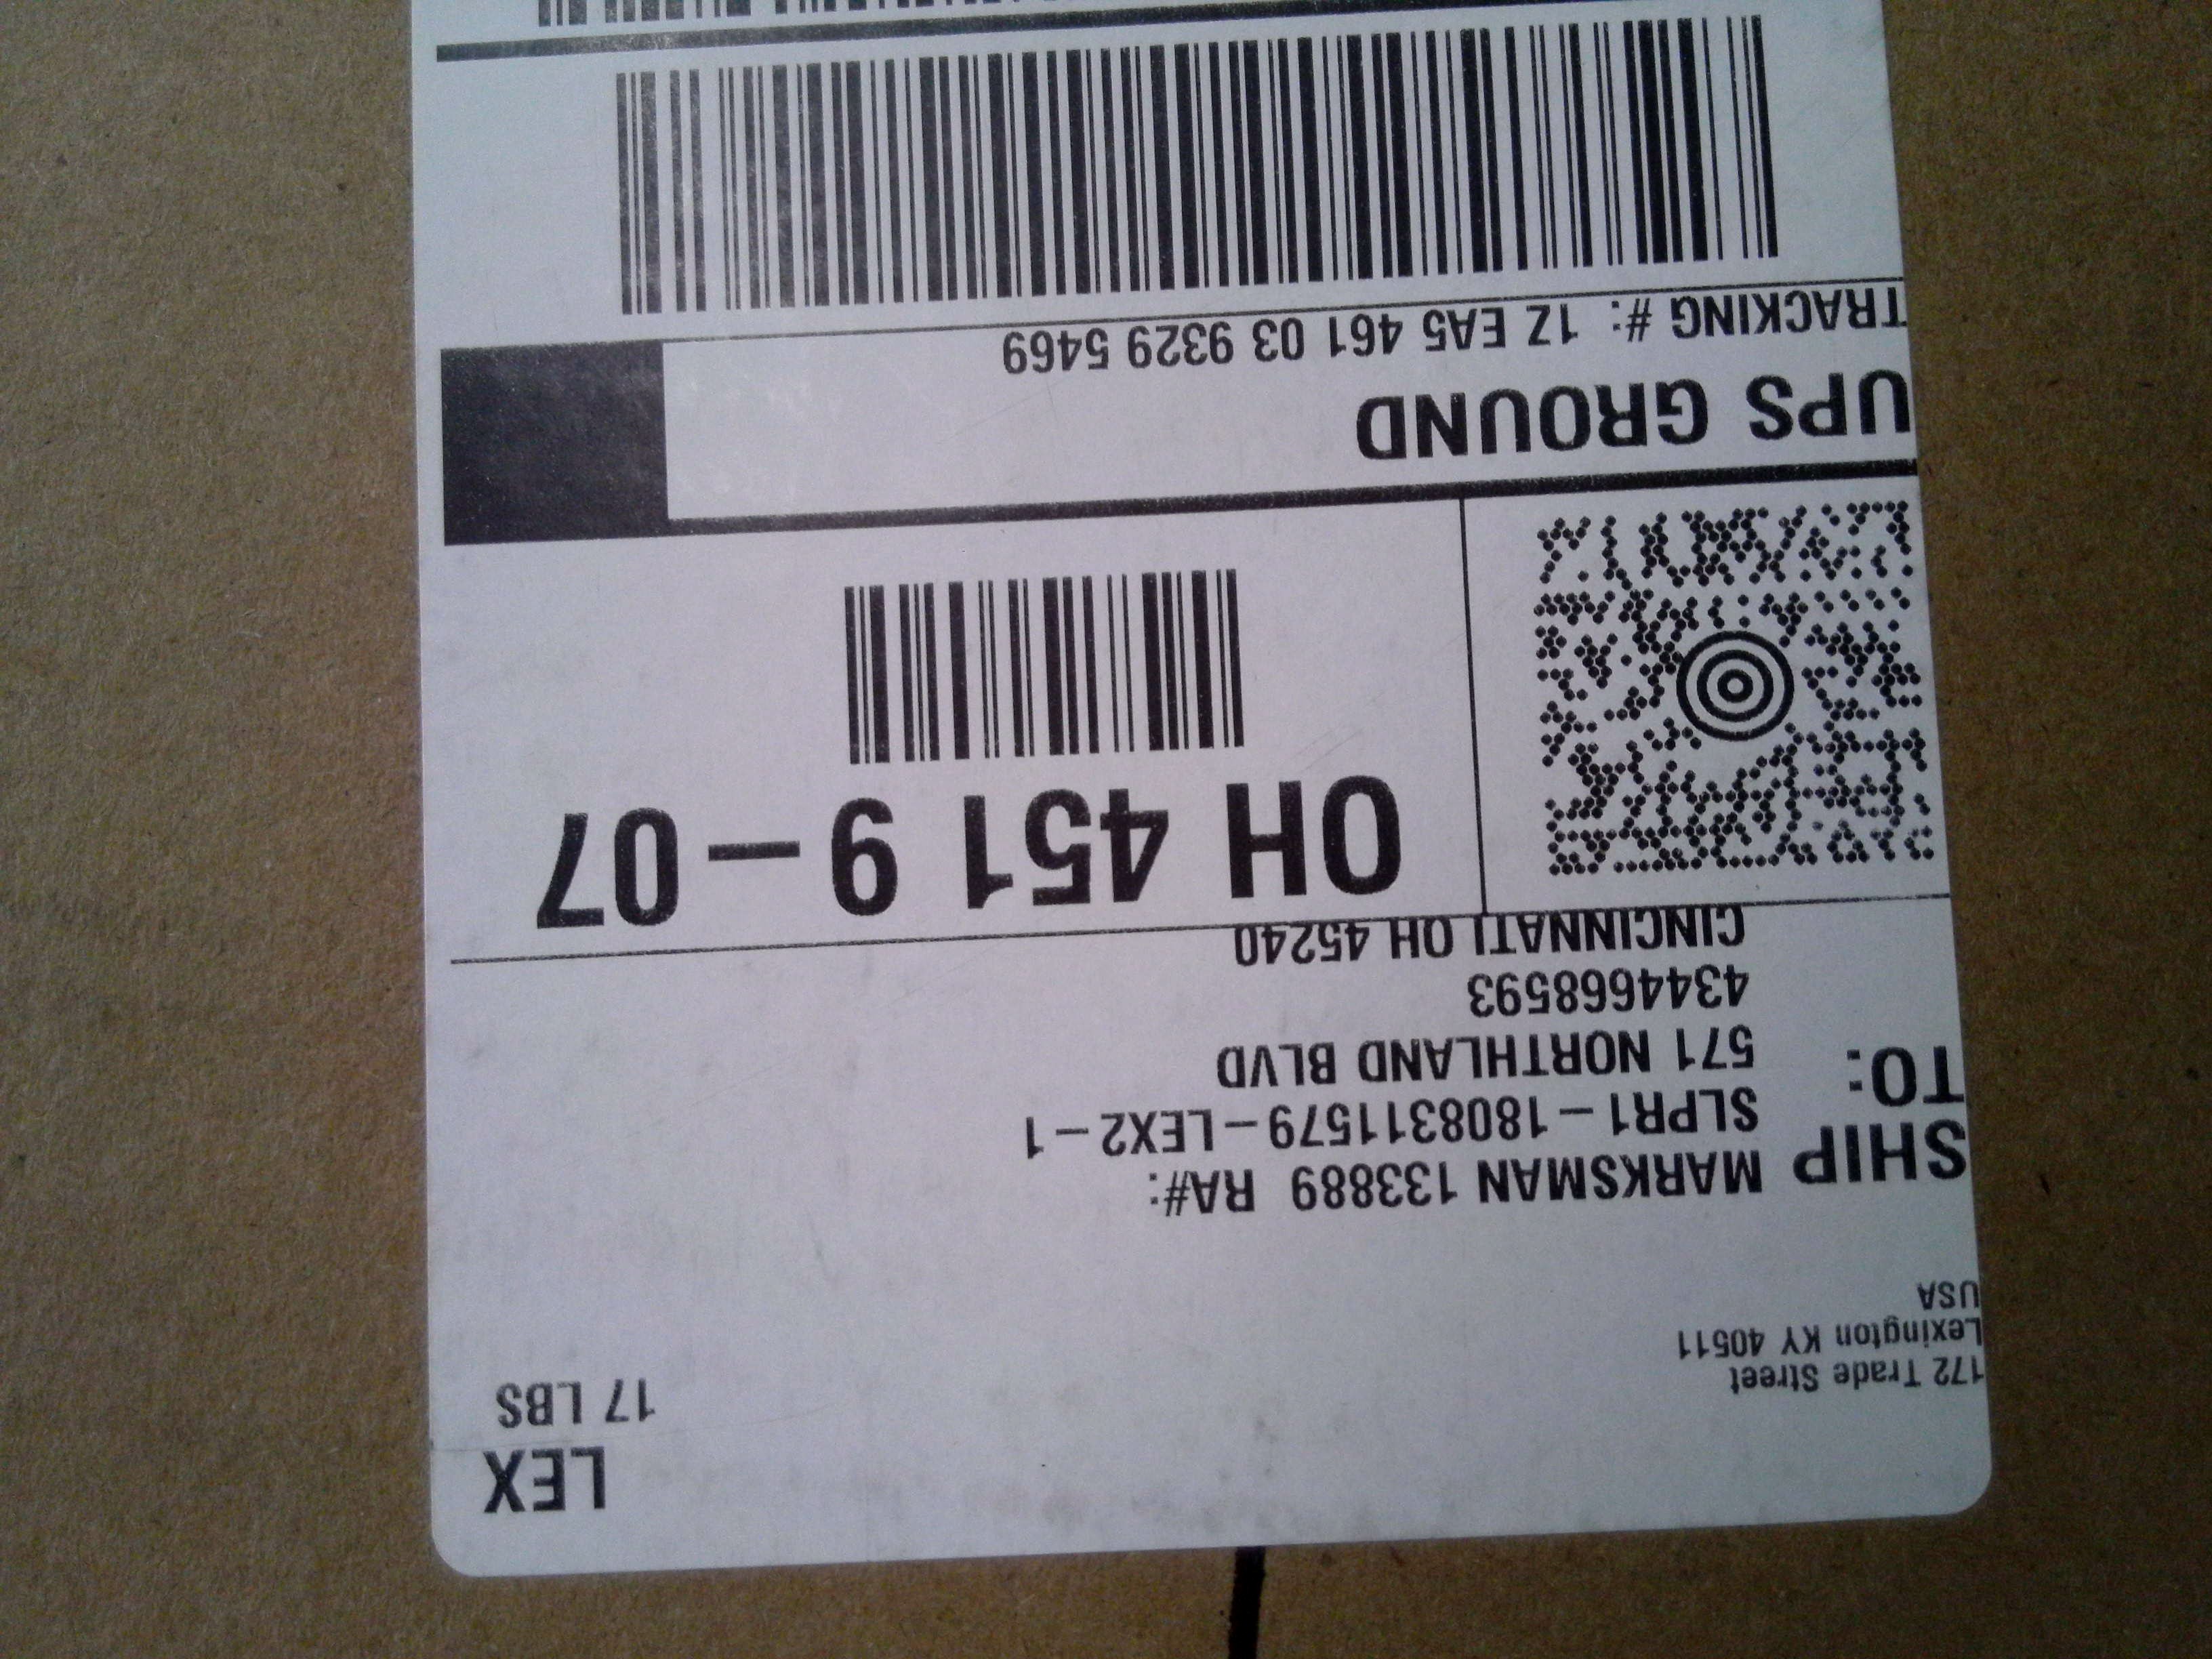 LEX
17 LBS
172 Trade Street
Lexington KY 40511
USA
SHIP
TO:
MARKSMAN 133889 RA#:
SLPR1-1808311579-LEX2-1
571 NORTHLAND BLVD
4344668593
CINCINNATI OH 45240
OH 451 9-07
UPS GROUND
TRACKING #: 1Z EA5 461 03 9329 5469